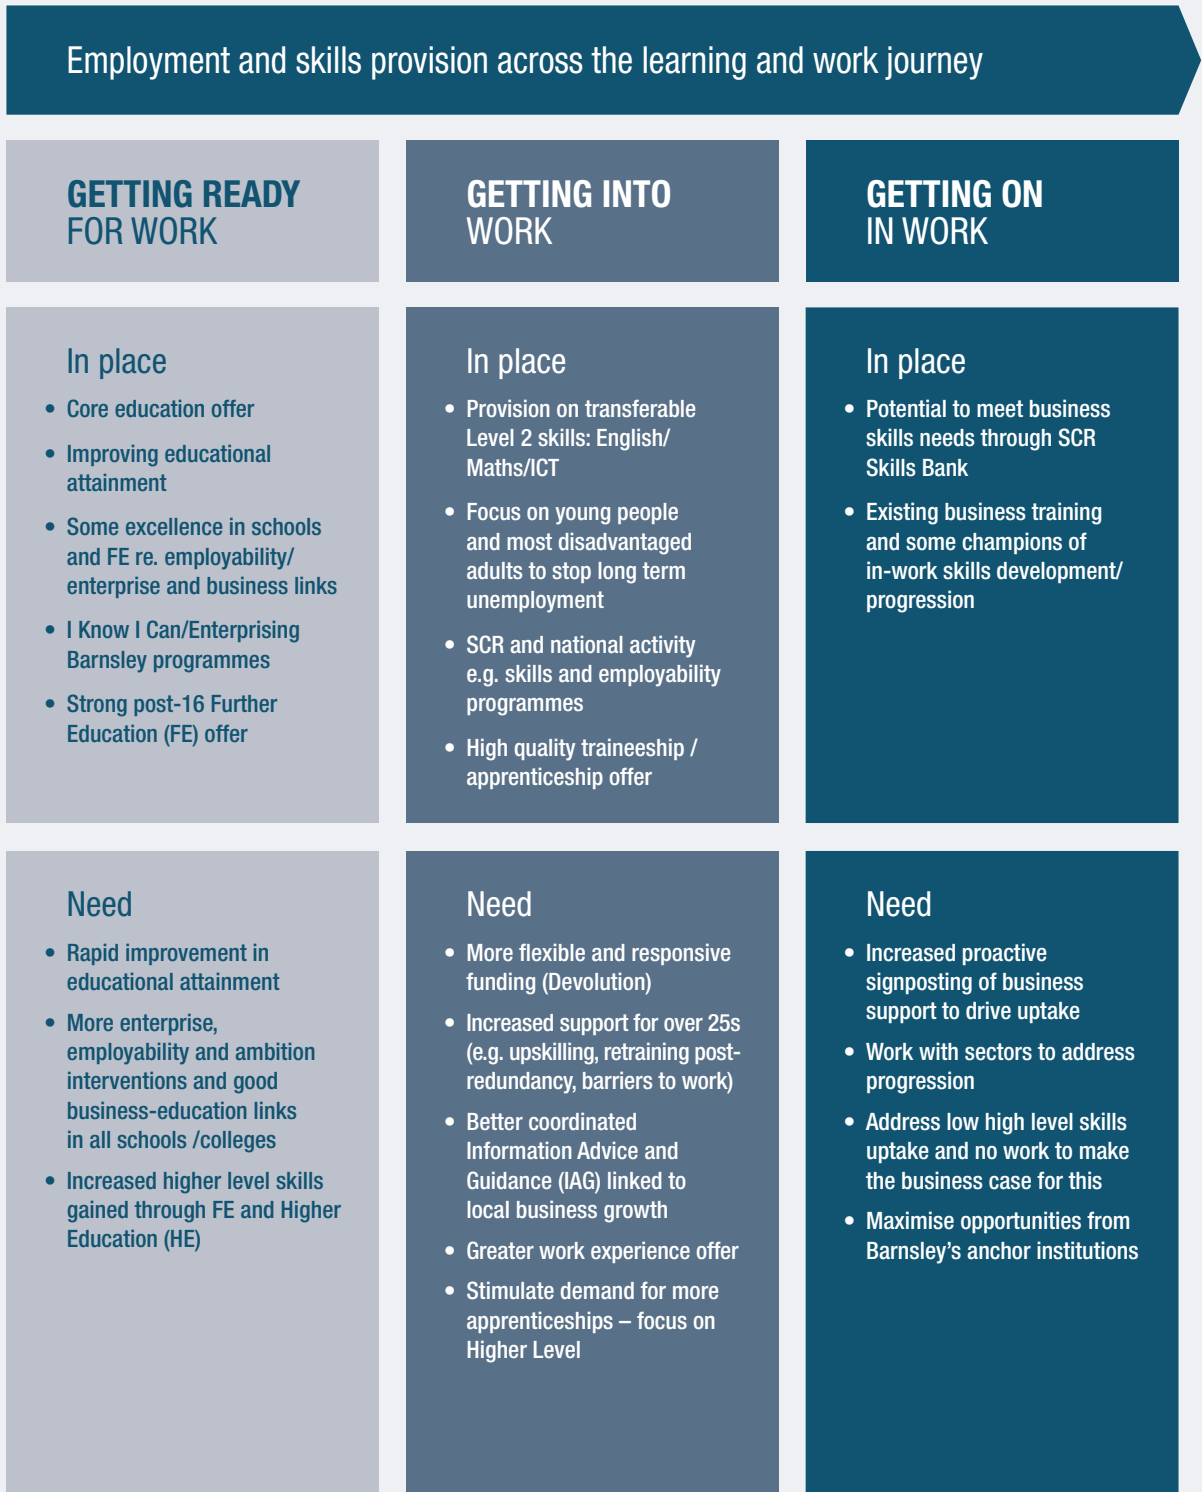 Employment and skills provision across the learning and work journey
GETTING READY
FOR WORK
In place
• Core education offer
• Improving educational
attainment
• Some excellence in schools
and FE re. employability/
enterprise and business links
• I Know I Can/Enterprising
Barnsley programmes
• Strong post-16 Further
Education (FE) offer
Need
• Rapid improvement in
educational attainment
• More enterprise,
employability and ambition
interventions and good
business-education links
in all schools /colleges
• Increased higher level skills
gained through FE and Higher
Education (HE)
GETTING INTO
WORK
In place
• Provision on transferable
Level 2 skills: English/
Maths/ICT
• Focus on young people
and most disadvantaged
adults to stop long term
unemployment
• SCR and national activity
e.g. skills and employability
programmes
• High quality traineeship /
apprenticeship offer
Need
• More flexible and responsive
funding (Devolution)
• Increased support for over 25s
(e.g. upskilling, retraining post-
redundancy, barriers to work)
• Better coordinated
Information Advice and
Guidance (IAG) linked to
local business growth
• Greater work experience offer
• Stimulate demand for more
apprenticeships – focus on
Higher Level
GETTING ON
IN WORK
In place
• Potential to meet business
skills needs through SCR
Skills Bank
• Existing business training
and some champions of
in-work skills development/
progression
Need
• Increased proactive
signposting of business
support to drive uptake
• Work with sectors to address
progression
• Address low high level skills
uptake and no work to make
the business case for this
• Maximise opportunities from
Barnsley's anchor institutions